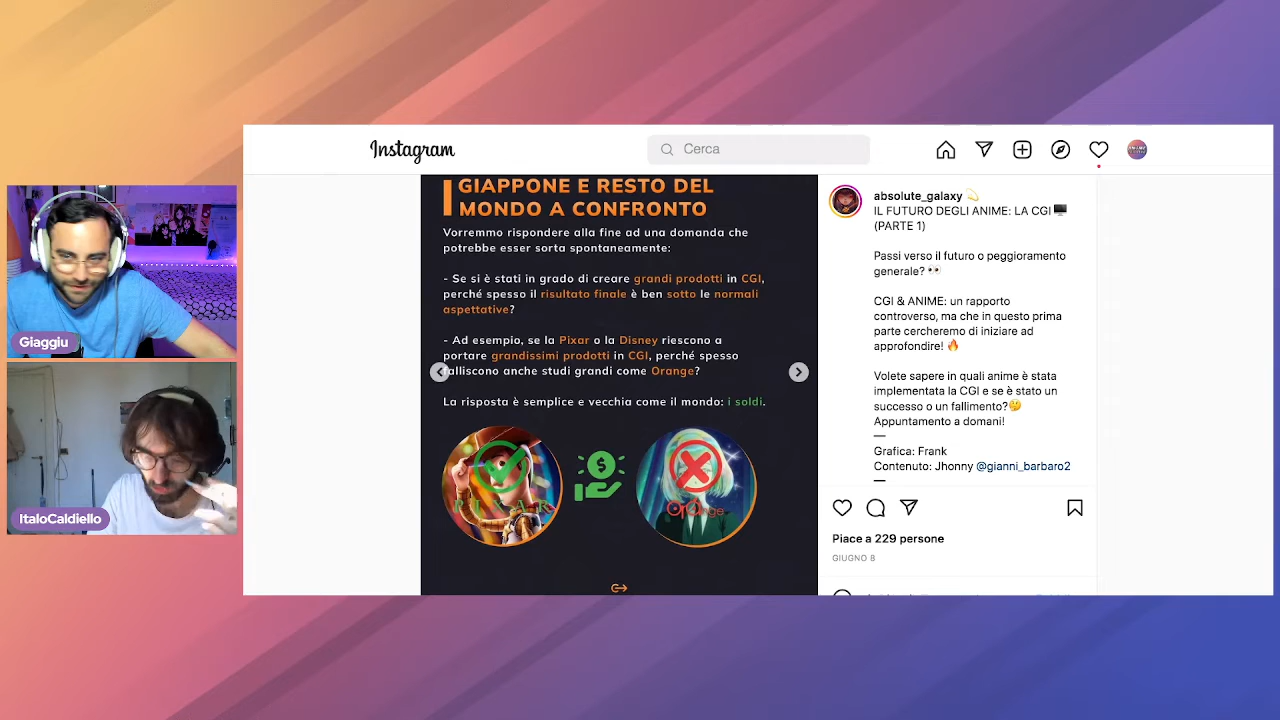 Instagram
Cerca
GIAPPONE E RESTO DEL
MONDO A CONFRONTO
Vorremmo rispondere alla fine ad una domanda che
potrebbe esser sorta spontaneamente:
- Se si è stati in grado di creare grandi prodotti in CGI,
perché spesso il risultato finale è ben sotto le normali
aspettative?
- Ad esempio, se la Pixar o la Disney riescono a
portare grandissimi prodotti in CGI, perché spesso
falliscono anche studi grandi come Orange?
La risposta è semplice e vecchia come il mondo: i soldi.
PIXAR
Orange
absolute_galaxy 💫
IL FUTURO DEGLI ANIME: LA CGI🖥️
(PARTE 1)
Passi verso il futuro o peggioramento
generale? 👀
CGI & ANIME: un rapporto
controverso, ma che in questo prima
parte cercheremo di iniziare ad
approfondire! 🔥
Volete sapere in quali anime è stata
implementata la CGI e se è stato un
successo o un fallimento?🤔
Appuntamento a domani!
—
Grafica: Frank
Contenuto: Jhonny @gianni_barbaro2
—
Piace a 229 persone
GIUGNO 8
Giaggiu
ItaloCaldiello